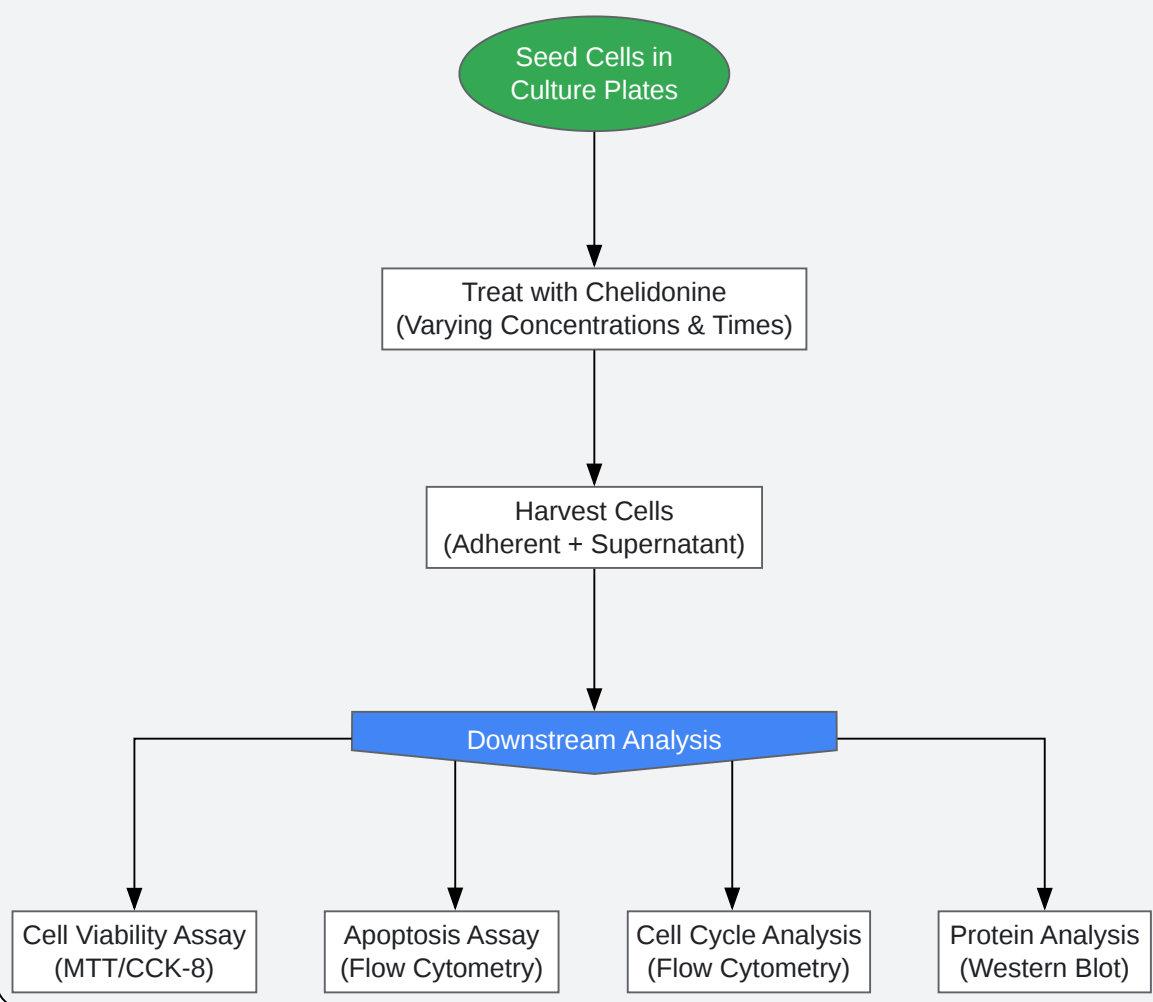 Seed Cells in
Culture Plates
Treat with Chelidonine
(Varying Concentrations & Times)
Harvest Cells
(Adherent + Supernatant)
Downstream Analysis
Cell Viability Assay
(MTT/CCK-8)
Apoptosis Assay
(Flow Cytometry)
Cell Cycle Analysis
(Flow Cytometry)
Protein Analysis
(Western Blot)